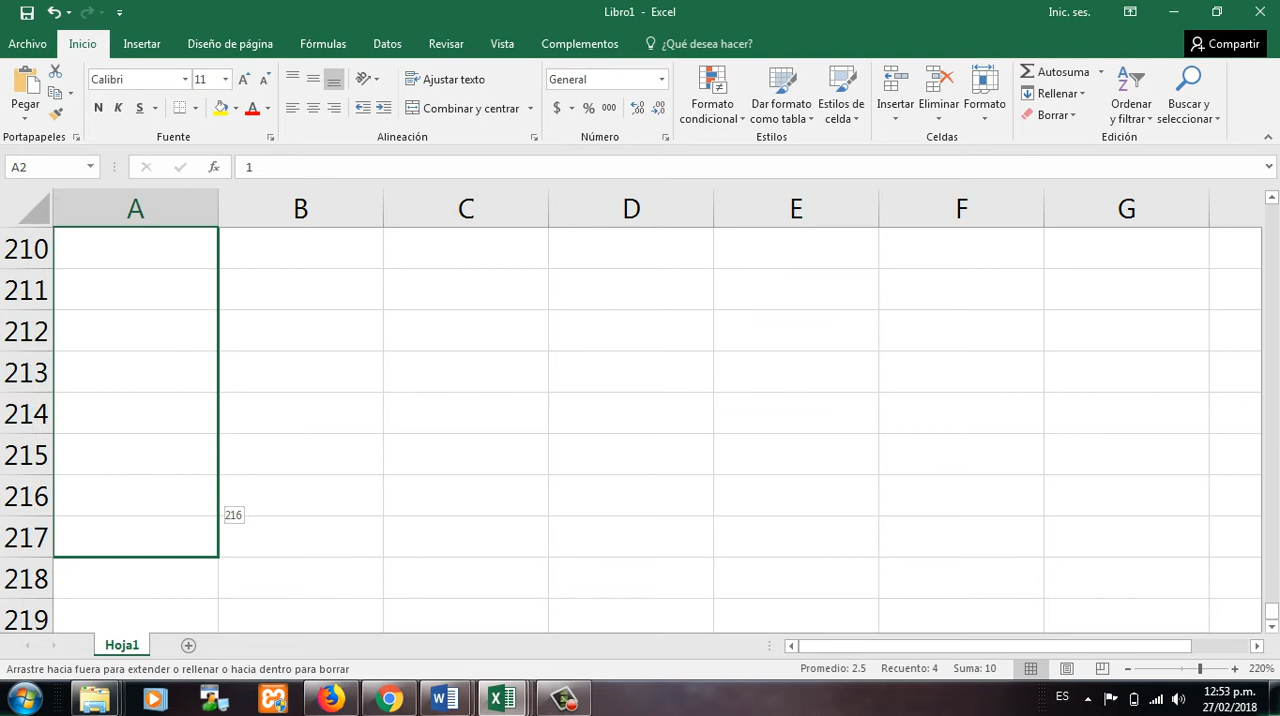 Libro1 - Excel
Inic. ses.
Archivo
Inicio
Insertar
Diseño de página
Fórmulas
Datos
Revisar
Vista
Complementos
¿Qué desea hacer?
Compartir
Pegar
Calibri
11
N K S
Ajustar texto
Combinar y centrar
General
$ % 000
Formato condicional
Dar formato como tabla
Estilos de celda
Insertar
Eliminar
Formato
Autosuma
Rellenar
Borrar
Ordenar y filtrar
Buscar y seleccionar
Portapapeles
Fuente
Alineación
Número
Estilos
Celdas
Edición
A2
fx
1
A B C D E F G
210
211
212
213
214
215
216
216
217
218
219
Hoja1
Arrastre hacia fuera para extender o rellenar o hacia dentro para borrar
Promedio: 2.5
Recuento: 4
Suma: 10
220%
ES
12:53 p.m.
27/02/2018